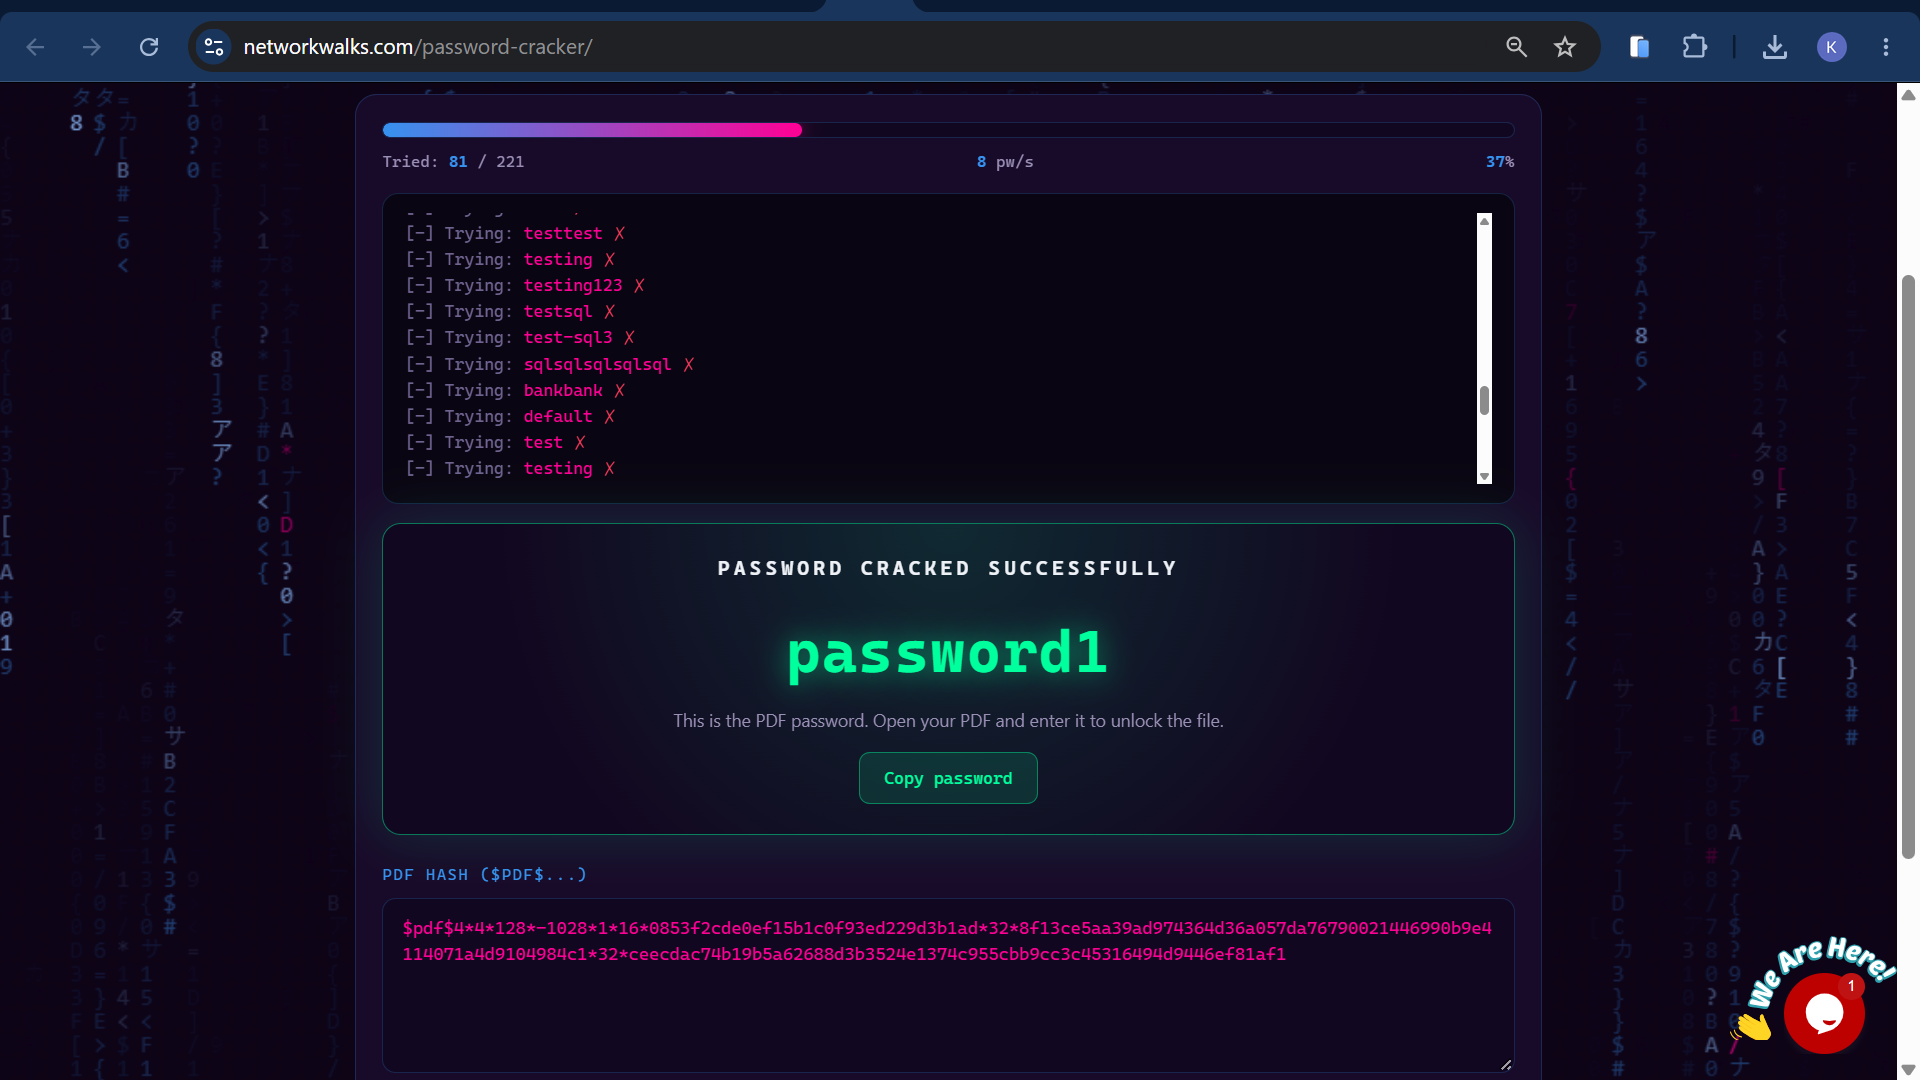 networkwalks.com/password-cracker/
K
Tried: 81 / 221
8 pw/s
37%
[-] Trying: testtest ✗
[-] Trying: testing ✗
[-] Trying: testing123 ✗
[-] Trying: testsql ✗
[-] Trying: test-sql3 ✗
[-] Trying: sqlsqlsqlsqlsql ✗
[-] Trying: bankbank ✗
[-] Trying: default ✗
[-] Trying: test ✗
[-] Trying: testing ✗
PASSWORD CRACKED SUCCESSFULLY
password1
This is the PDF password. Open your PDF and enter it to unlock the file.
Copy password
PDF HASH ($PDF$...)
$pdf$4*4*128*-1028*1*16*0853f2cde0ef15b1c0f93ed229d3b1ad*32*8f13ce5aa39ad974364d36a057da76790021446990b9e4
114071a4d9104984c1*32*ceecdac74b19b5a62688d3b3524e1374c955cbb9cc3c45316494d9446ef81af1
We Are Here!
1